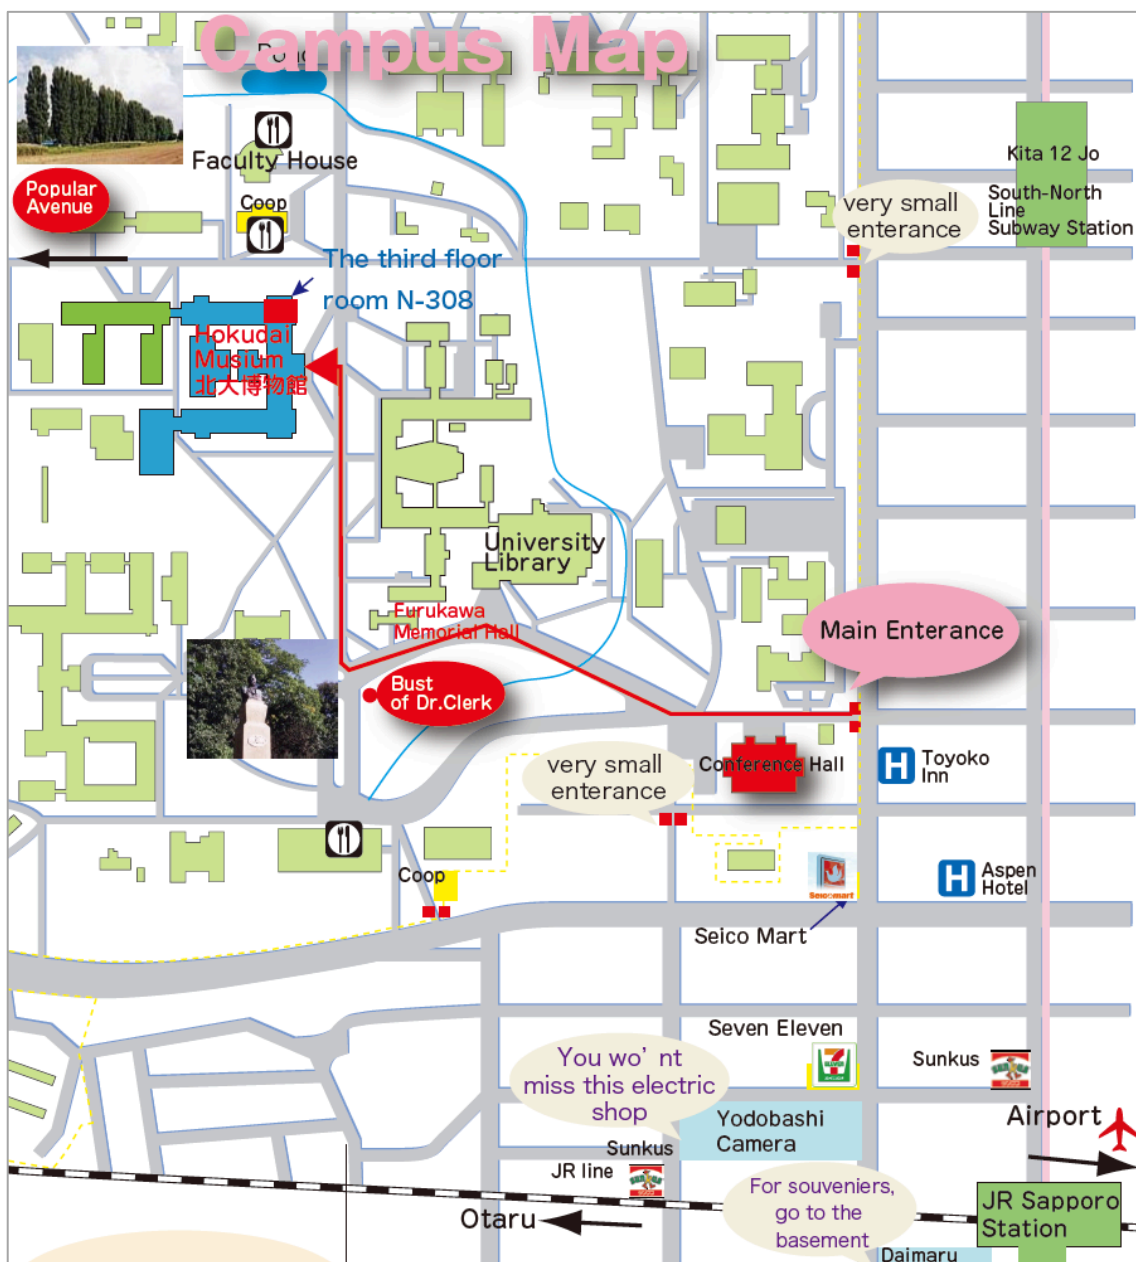 Campus Map
Pond
Faculty House
Popular
Avenue
Coop
Kita 12 Jo
South-North
Line
Subway Station
very small
enterance
The third floor
room N-308
Hokudai
Musium
北大博物館
University
Library
Furukawa
Memorial Hall
Main Enterance
Bust
of Dr.Clerk
very small
enterance
Conference Hall
H
Toyoko
Inn
Coop
H
Aspen
Hotel
Seicomart
Seico Mart
Seven Eleven
7
ELEVEN
Sunkus
You wo’ nt
miss this electric
shop
Yodobashi
Camera
Airport
Sunkus
JR line
Otaru
For souveniers,
go to the
basement
JR Sapporo
Station
Daimaru